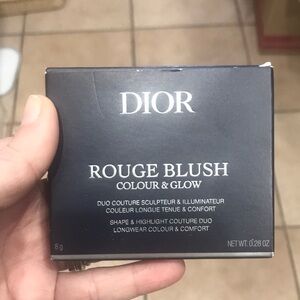 DIOR
ROUGE BLUSH
COLOUR & GLOW
DUO COUTURE SCULPTEUR & ILLUMINATEUR
COULEUR LONGUE TENUE & CONFORT
SHAPE & HIGHLIGHT COUTURE DUO
LONGWEAR COLOUR & COMFORT
8 g
NET WT. 0.28 OZ